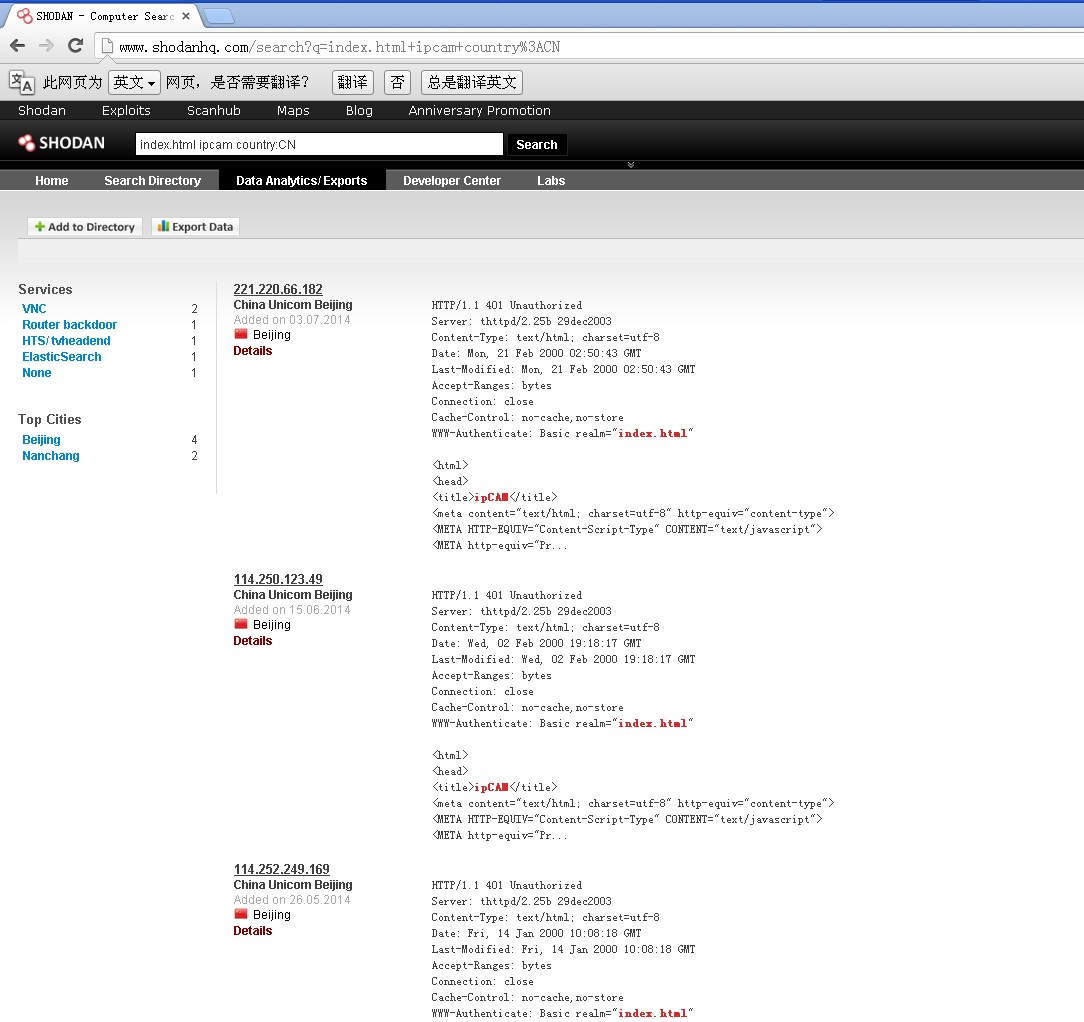 SHODAN - Computer Searc
www.shodanhq.com/search?q=index.html+ipcam+country%3ACN
此网页为 英文 网页，是否需要翻译？ 翻译 否 总是翻译英文
Shodan Exploits Scanhub Maps Blog Anniversary Promotion
SHODAN index.html ipcam country:CN Search
Home Search Directory Data Analytics/Exports Developer Center Labs
Add to Directory Export Data
Services
VNC 2
Router backdoor 1
HTS/tvheadend 1
ElasticSearch 1
None 1
Top Cities
Beijing 4
Nanchang 2
221.220.66.182
China Unicorn Beijing
Added on 03.07.2014
Beijing
Details
HTTP/1.1 401 Unauthorized
Server: thttpd/2.25b 29dec2003
Content-Type: text/html; charset=utf-8
Date: Mon, 21 Feb 2000 02:50:43 GMT
Last-Modified: Mon, 21 Feb 2000 02:50:43 GMT
Accept-Ranges: bytes
Connection: close
Cache-Control: no-cache,no-store
WWW-Authenticate: Basic realm="index.html"
<html>
<head>
<title>ipCAM</title>
<meta content="text/html; charset=utf-8" http-equiv="content-type">
<META HTTP-EQUIV="Content-Script-Type" CONTENT="text/javascript">
<META http-equiv="Pr...
114.250.123.49
China Unicorn Beijing
Added on 15.06.2014
Beijing
Details
HTTP/1.1 401 Unauthorized
Server: thttpd/2.25b 29dec2003
Content-Type: text/html; charset=utf-8
Date: Wed, 02 Feb 2000 19:18:17 GMT
Last-Modified: Wed, 02 Feb 2000 19:18:17 GMT
Accept-Ranges: bytes
Connection: close
Cache-Control: no-cache,no-store
WWW-Authenticate: Basic realm="index.html"
<html>
<head>
<title>ipCAM</title>
<meta content="text/html; charset=utf-8" http-equiv="content-type">
<META HTTP-EQUIV="Content-Script-Type" CONTENT="text/javascript">
<META http-equiv="Pr...
114.252.249.169
China Unicorn Beijing
Added on 26.05.2014
Beijing
Details
HTTP/1.1 401 Unauthorized
Server: thttpd/2.25b 29dec2003
Content-Type: text/html; charset=utf-8
Date: Fri, 14 Jan 2000 10:08:18 GMT
Last-Modified: Fri, 14 Jan 2000 10:08:18 GMT
Accept-Ranges: bytes
Connection: close
Cache-Control: no-cache,no-store
WWW-Authenticate: Basic realm="index.html"